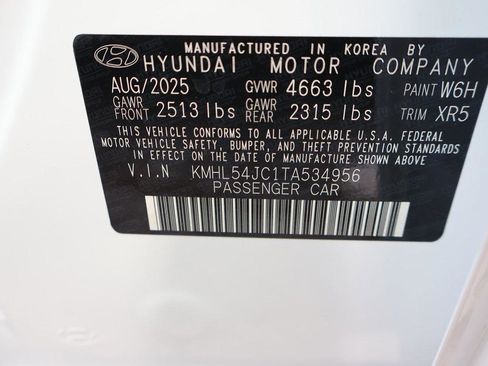 MANUFACTURED IN KOREA BY
HYUNDAI MOTOR COMPANY
AUG/2025 GVWR 4663 lbs PAINT W6H
GAWR FRONT 2513 lbs GAWR REAR 2315 lbs TRIM XR5
THIS VEHICLE CONFORMS TO ALL APPLICABLE U.S.A. FEDERAL
MOTOR VEHICLE SAFETY, BUMPER, AND THEFT PREVENTION STANDARDS
IN EFFECT ON THE DATE OF MANUFACTURE SHOWN ABOVE.
V.I.N KMHL54JC1TA534956
PASSENGER CAR